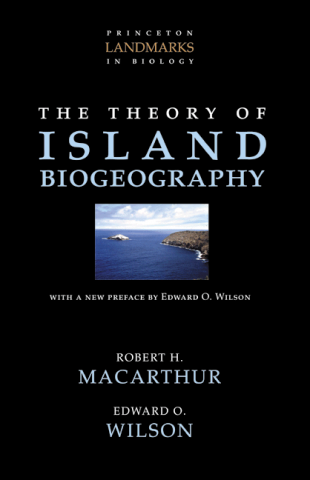 PRINCETON
LANDMARKS
IN BIOLOGY
THE THEORY OF
ISLAND
BIOGEOGRAPHY
WITH A NEW PREFACE BY EDWARD O. WILSON
ROBERT H.
MACARTHUR
EDWARD O.
WILSON